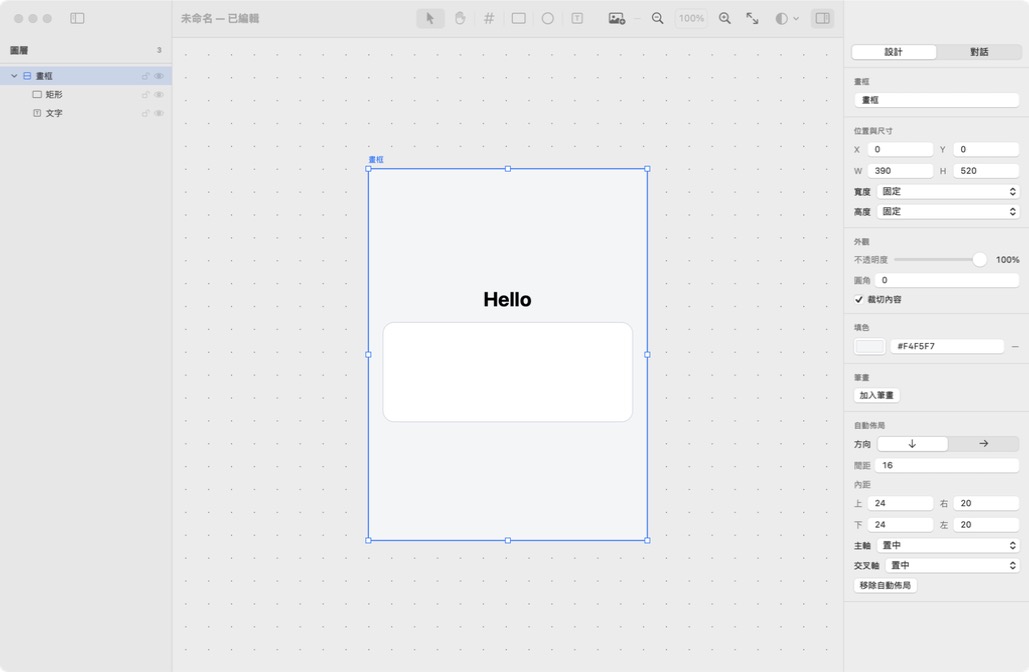 未命名 — 已編輯
100%
圖層
3
畫框
矩形
文字
畫框
Hello
設計
對話
畫框
畫框
位置與尺寸
X 0 Y 0
W 390 H 520
寬度 固定
高度 固定
外觀
不透明度 100%
圓角 0
裁切內容
填色
#F4F5F7
筆畫
加入筆畫
自動佈局
方向 ↓ →
間距 16
內距
上 24 右 20
下 24 左 20
主軸 置中
交叉軸 置中
移除自動佈局